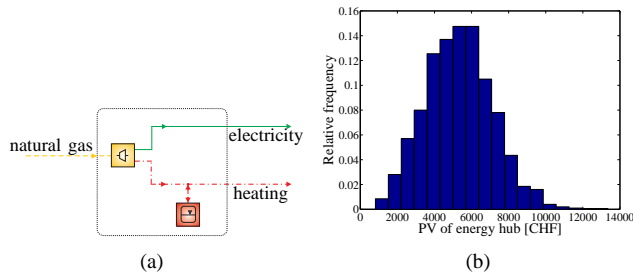 natural gas
electricity
heating
(a)
0.16
0.14
0.12
0.1
0.08
0.06
0.04
0.02
0
Relative frequency
0 2000 4000 6000 8000 10000 12000 14000
PV of energy hub [CHF]
(b)